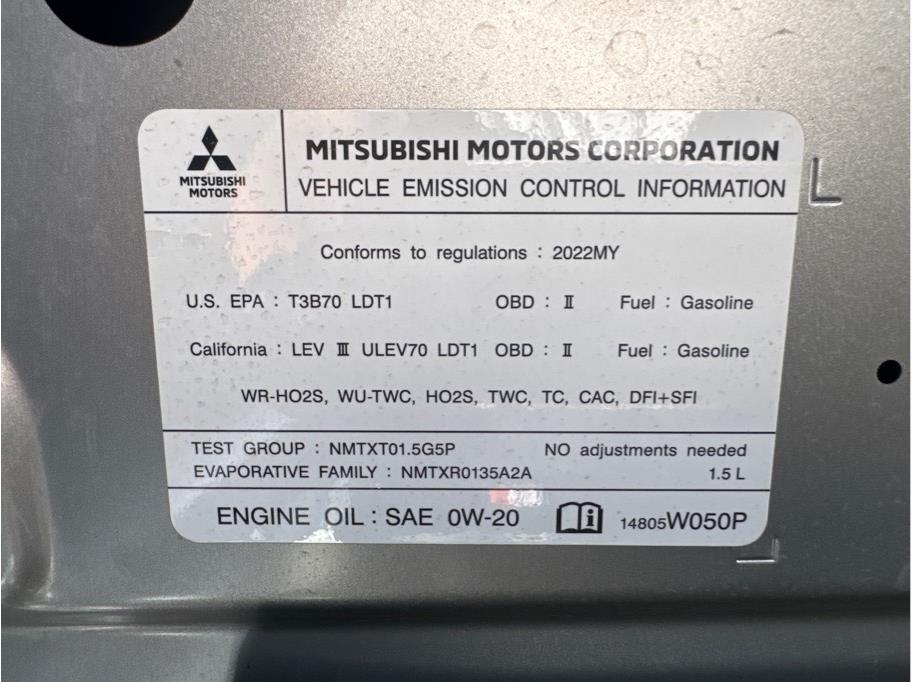 MITSUBISHI
MOTORS
MITSUBISHI MOTORS CORPORATION
VEHICLE EMISSION CONTROL INFORMATION
Conforms to regulations : 2022MY
U.S. EPA : T3B70 LDT1 OBD : Ⅱ Fuel : Gasoline
California : LEV Ⅲ ULEV70 LDT1 OBD : Ⅱ Fuel : Gasoline
WR-HO2S, WU-TWC, HO2S, TWC, TC, CAC, DFI+SFI
TEST GROUP : NMTXT01.5G5P NO adjustments needed
EVAPORATIVE FAMILY : NMTXR0135A2A 1.5 L
ENGINE OIL : SAE 0W-20 14805W050P